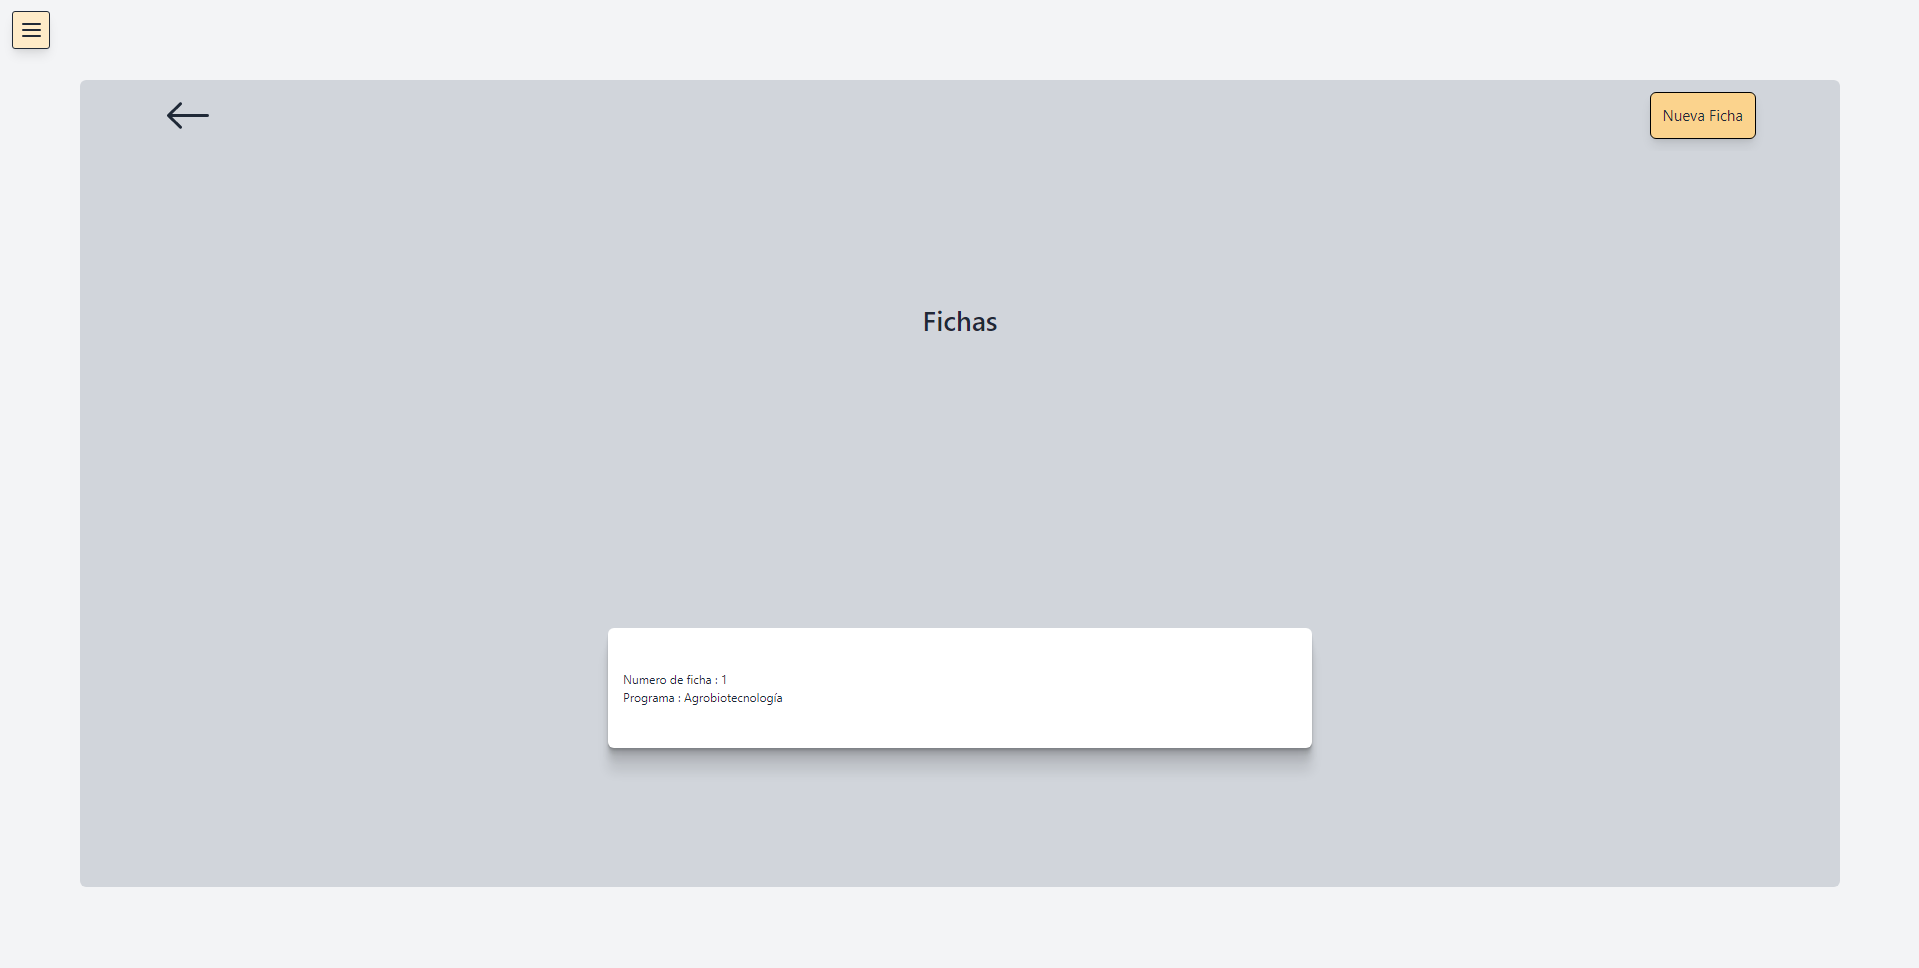 Nueva Ficha
Fichas
Numero de ficha : 1
Programa : Agrobiotecnología